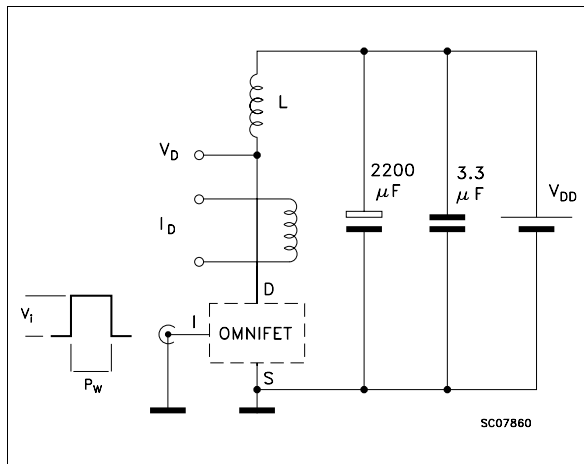 L
V_D
2200
μF
3.3
μF
V_DD
I_D
D
V_i
I
OMNIFET
P_W
S
SC07860